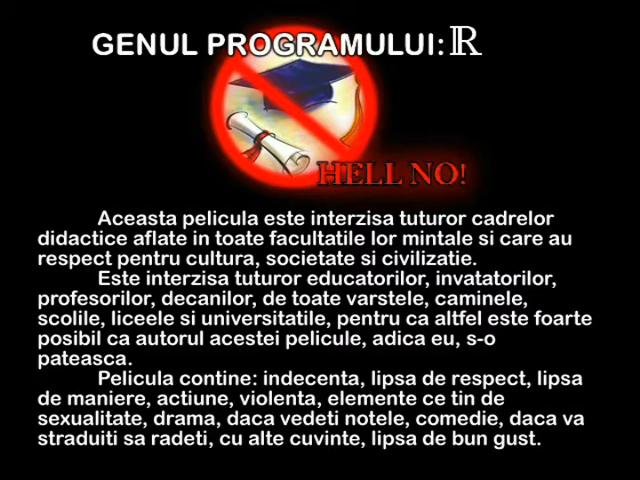 GENUL PROGRAMULUI: ℝ
HELL NO!
Aceasta pelicula este interzisa tuturor cadrelor
didactice aflate in toate facultatile lor mintale si care au
respect pentru cultura, societate si civilizatie.
Este interzisa tuturor educatorilor, invatatorilor,
profesorilor, decanilor, de toate varstele, caminele,
scolile, liceele si universitatile, pentru ca altfel este foarte
posibil ca autorul acestei pelicule, adica eu, s-o
pateasca.
Pelicula contine: indecenta, lipsa de respect, lipsa
de maniere, actiune, violenta, elemente ce tin de
sexualitate, drama, daca vedeti notele, comedie, daca va
straduiti sa radeti, cu alte cuvinte, lipsa de bun gust.